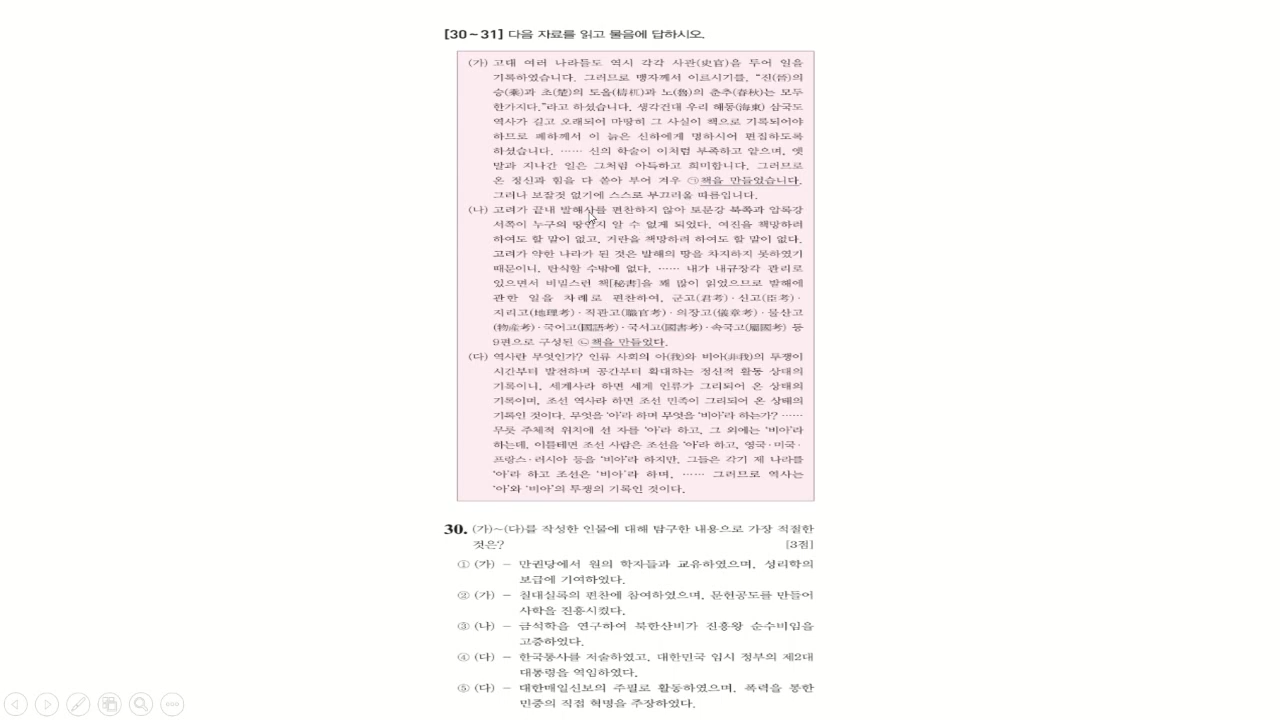 [30~31] 다음 자료를 읽고 물음에 답하시오.
(가) 고대 여러 나라들도 역시 각각 사관(史官)을 두어 일을
기록하였습니다. 그러므로 맹자께서 이르시기를, “진(晉)의
승(乘)과 초(楚)의 도올(檮杌)과 노(魯)의 춘추(春秋)는 모두
한가지다.”라고 하셨습니다. 생각건대 우리 해동(海東) 삼국도
역사가 길고 오래되어 마땅히 그 사실이 책으로 기록되어야
하므로 폐하께서 이 늙은 신하에게 명하시어 편집하도록
하셨습니다. …… 신의 학술이 이처럼 부족하고 얕으며, 옛
말과 지나간 일은 그처럼 아득하고 희미합니다. 그러므로
온 정신과 힘을 다 쏟아 부어 겨우 ㉠책을 만들었습니다.
그러나 보잘것 없기에 스스로 부끄러울 따름입니다.
(나) 고려가 끝내 발해사를 편찬하지 않아 토문강 북쪽과 압록강
서쪽이 누구의 땅인지 알 수 없게 되었다. 여진을 책망하려
하여도 할 말이 없고, 거란을 책망하려 하여도 할 말이 없다.
고려가 약한 나라가 된 것은 발해의 땅을 차지하지 못하였기
때문이니, 탄식할 수밖에 없다. …… 내가 내규장각 관리로
있으면서 비밀스런 책[秘書]을 꽤 많이 읽었으므로 발해에
관한 일을 차례로 편찬하여, 군고(君考)·신고(臣考)·
지리고(地理考)·직관고(職官考)·의장고(儀章考)·물산고
(物産考)·국어고(國語考)·국서고(國書考)·속국고(屬國考) 등
9편으로 구성된 ㉡책을 만들었다.
(다) 역사란 무엇인가? 인류 사회의 아(我)와 비아(非我)의 투쟁이
시간부터 발전하며 공간부터 확대하는 정신적 활동 상태의
기록이니, 세계사라 하면 세계 인류가 그리되어 온 상태의
기록이며, 조선 역사라 하면 조선 민족이 그리되어 온 상태의
기록인 것이다. 무엇을 ‘아’라 하며 무엇을 ‘비아’라 하는가? ……
무릇 주체적 위치에 선 자를 ‘아’라 하고, 그 외에는 ‘비아’라
하는데, 이를테면 조선 사람은 조선을 ‘아’라 하고, 영국·미국·
프랑스·러시아 등을 ‘비아’라 하지만, 그들은 각기 제 나라를
‘아’라 하고 조선은 ‘비아’라 하며, …… 그러므로 역사는
‘아’와 ‘비아’의 투쟁의 기록인 것이다.
30. (가)~(다)를 작성한 인물에 대해 탐구한 내용으로 가장 적절한
것은? [3점]
① (가) - 만권당에서 원의 학자들과 교유하였으며, 성리학의
보급에 기여하였다.
② (가) - 칠대실록의 편찬에 참여하였으며, 문헌공도를 만들어
사학을 진흥시켰다.
③ (나) - 금석학을 연구하여 북한산비가 진흥왕 순수비임을
고증하였다.
④ (다) - 한국통사를 저술하였고, 대한민국 임시 정부의 제2대
대통령을 역임하였다.
⑤ (다) - 대한매일신보의 주필로 활동하였으며, 폭력을 통한
민중의 직접 혁명을 주장하였다.